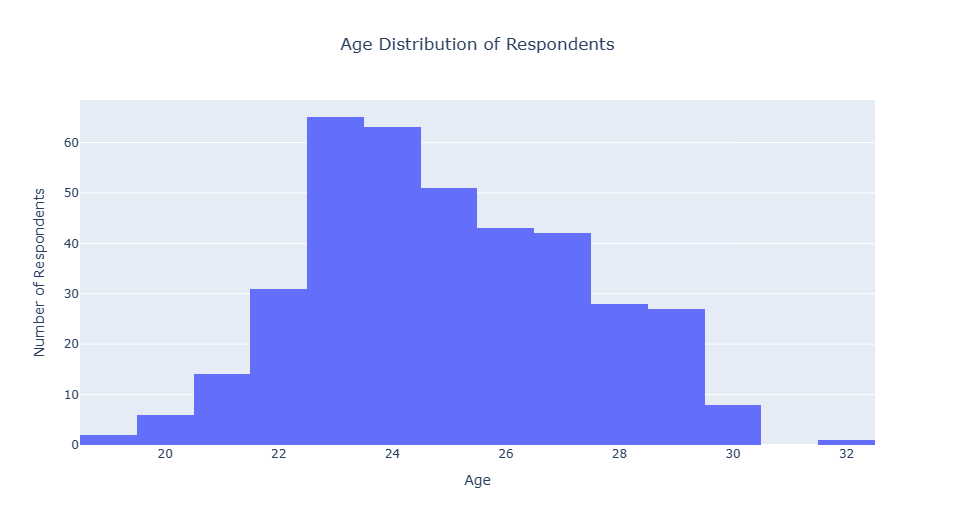 Age Distribution of Respondents
60
50
40
30
20
10
0
Number of Respondents
20 22 24 26 28 30 32
Age